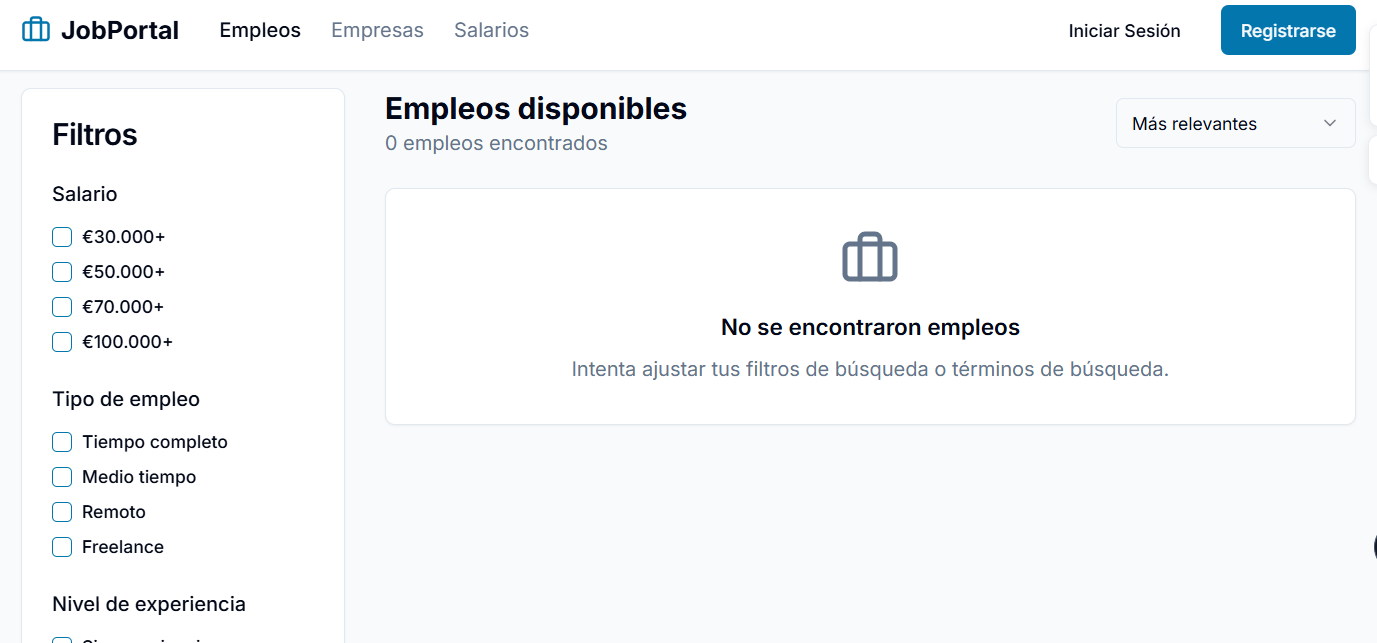 JobPortal
Empleos
Empresas
Salarios
Iniciar Sesión
Registrarse
Filtros
Salario
€30.000+
€50.000+
€70.000+
€100.000+
Tipo de empleo
Tiempo completo
Medio tiempo
Remoto
Freelance
Nivel de experiencia
Empleos disponibles
0 empleos encontrados
Más relevantes
No se encontraron empleos
Intenta ajustar tus filtros de búsqueda o términos de búsqueda.